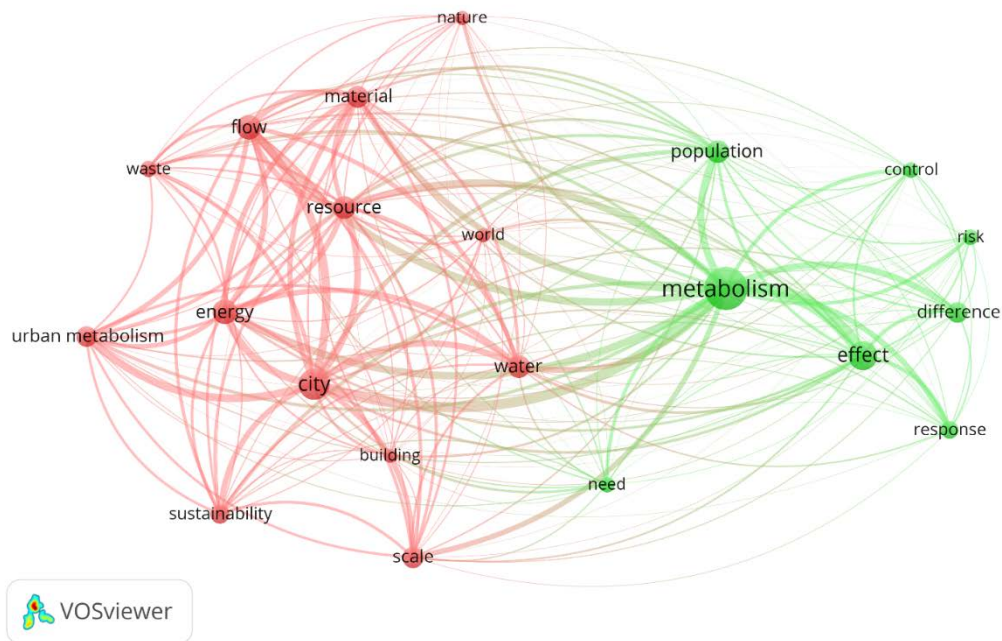 nature
material
flow
waste
population
control
resource
world
risk
metabolism
energy
difference
urban metabolism
effect
water
city
response
building
need
sustainability
scale
VOSviewer